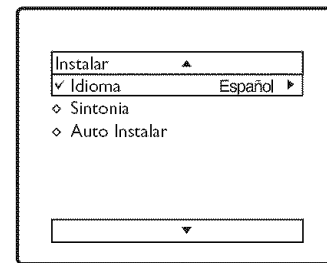 Instalar ▲
✓ Idioma Español ▶
◇ Sintonia
◇ Auto Instalar
▼